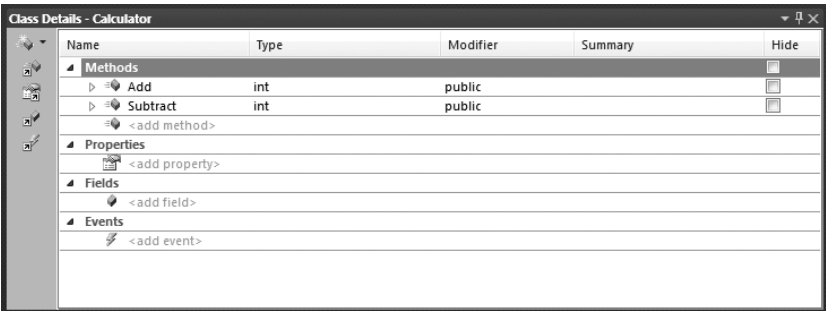 Class Details - Calculator
Name Type Modifier Summary Hide
Methods
Add int public
Subtract int public
<add method>
Properties
<add property>
Fields
<add field>
Events
<add event>